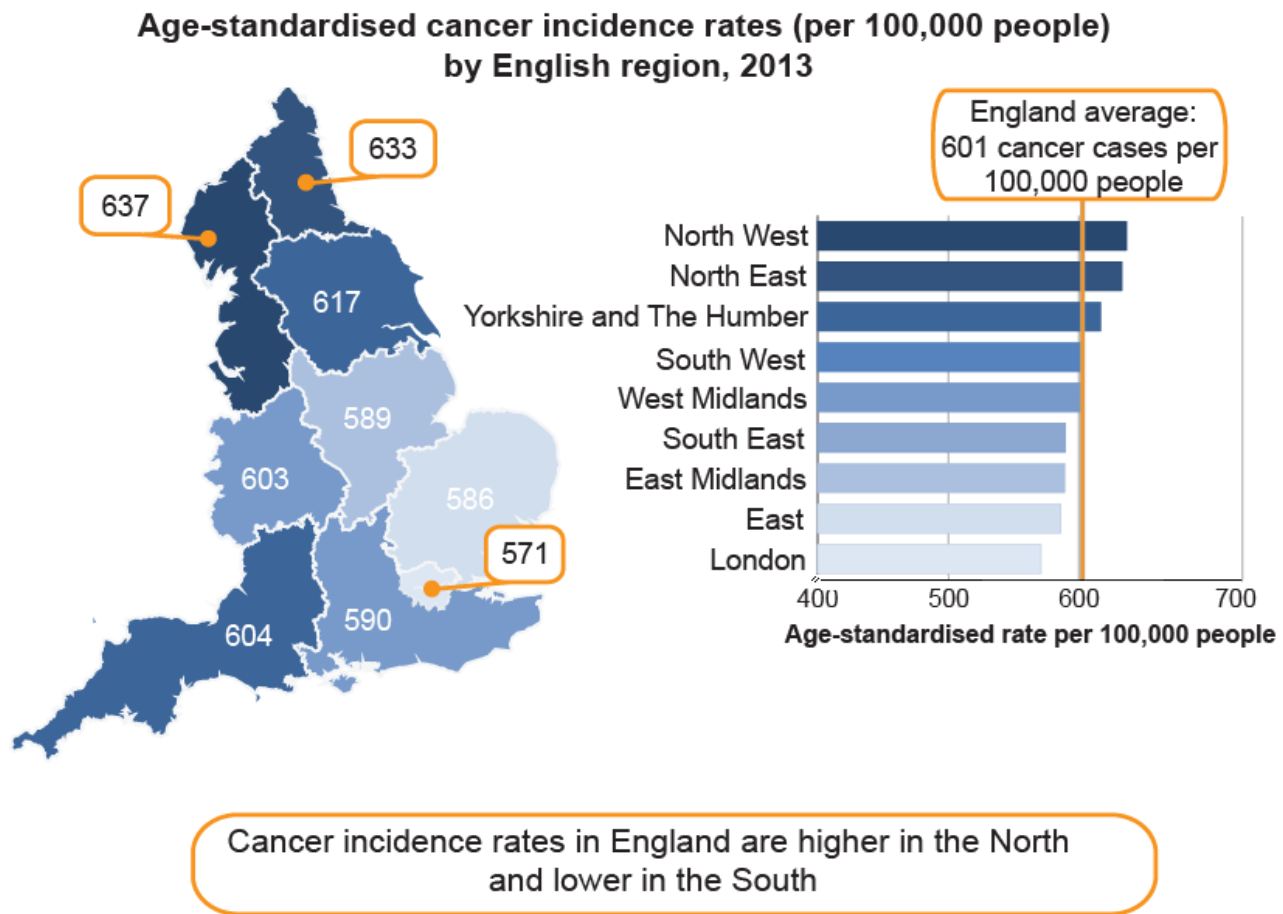 Age-standardised cancer incidence rates (per 100,000 people)
by English region, 2013
633
637
617
589
603
586
571
604
590
England average:
601 cancer cases per
100,000 people
North West
North East
Yorkshire and The Humber
South West
West Midlands
South East
East Midlands
East
London
400 500 600 700
Age-standardised rate per 100,000 people
Cancer incidence rates in England are higher in the North
and lower in the South